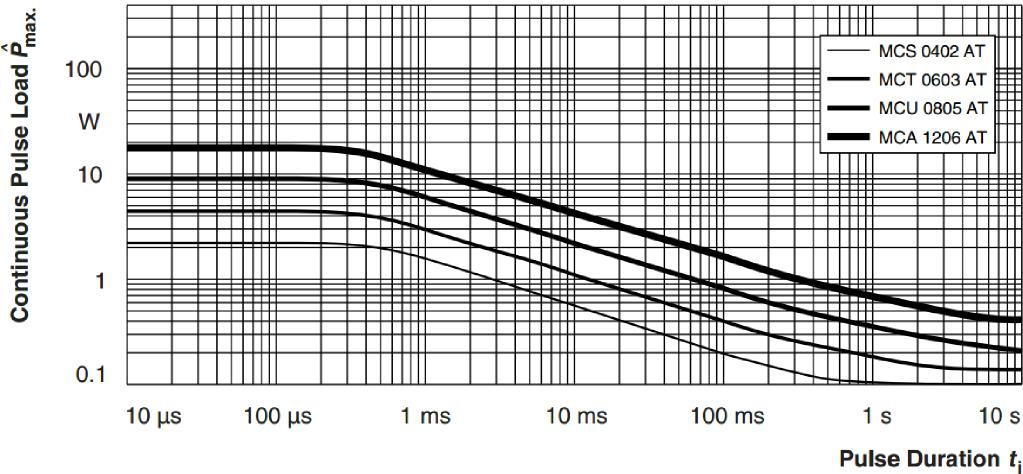 Continuous Pulse Load P̂max.
100
W
10
1
0.1
MCS 0402 AT
MCT 0603 AT
MCU 0805 AT
MCA 1206 AT
10 µs 100 µs 1 ms 10 ms 100 ms 1 s 10 s
Pulse Duration ti